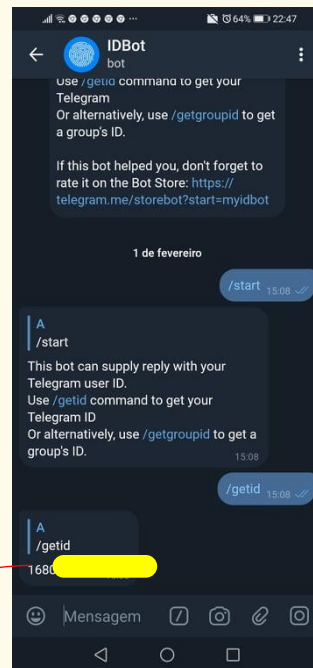 64% 22:47
IDBot
bot
Use /getid command to get your
Telegram
Or alternatively, use /getgroupid to get
a group's ID.
If this bot helped you, don't forget to
rate it on the Bot Store: https://
telegram.me/storebot?start=myidbot
1 de fevereiro
/start 15:08
A
/start
This bot can supply reply with your
Telegram user ID.
Use /getid command to get your
Telegram ID
Or alternatively, use /getgroupid to get a
group's ID.
15:08
/getid 15:08
A
/getid
1680
Mensagem